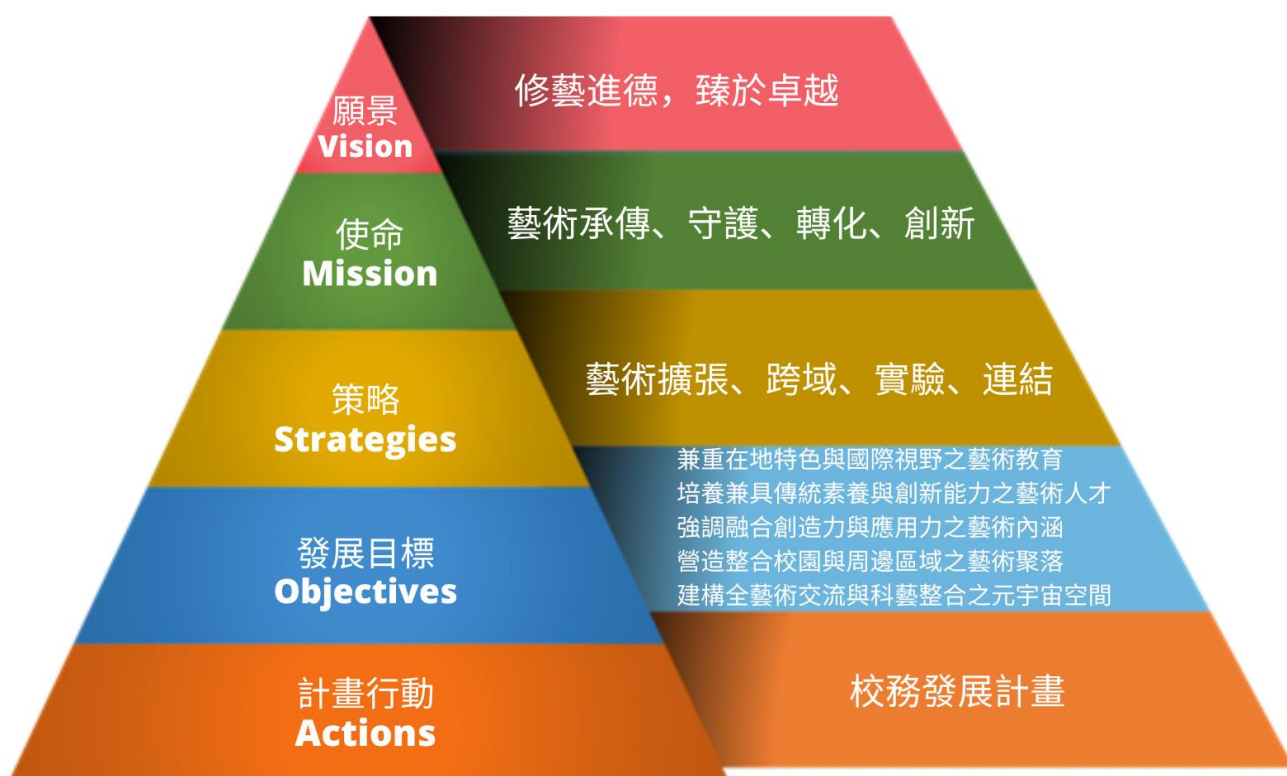 願景
Vision
修藝進德，臻於卓越
使命
Mission
藝術承傳、守護、轉化、創新
策略
Strategies
藝術擴張、跨域、實驗、連結
發展目標
Objectives
兼重在地特色與國際視野之藝術教育
培養兼具傳統素養與創新能力之藝術人才
強調融合創造力與應用力之藝術內涵
營造整合校園與周邊區域之藝術聚落
建構全藝術交流與科藝整合之元宇宙空間
計畫行動
Actions
校務發展計畫